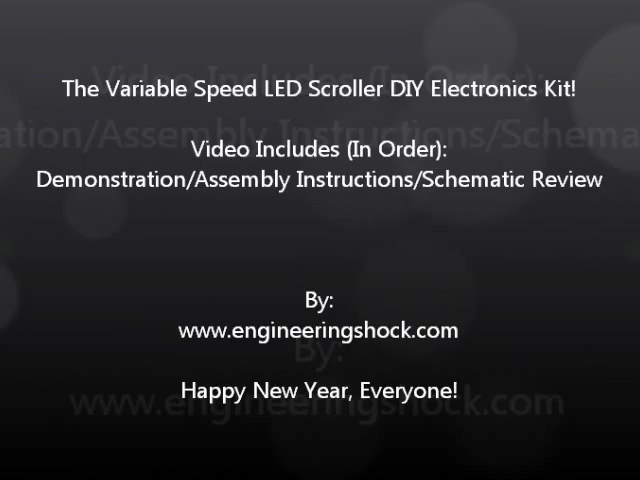 The Variable Speed LED Scroller DIY Electronics Kit!
Video Includes (In Order):
Demonstration/Assembly Instructions/Schematic Review
By:
www.engineeringshock.com
Happy New Year, Everyone!